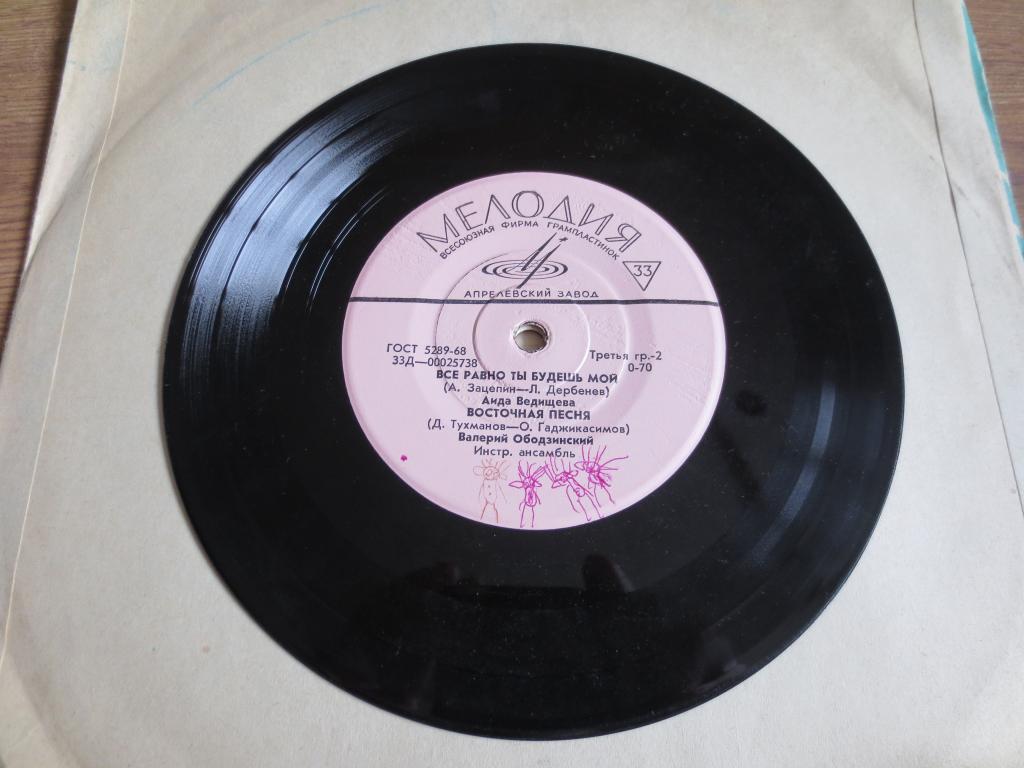 МЕЛОДИЯ
ВСЕСОЮЗНАЯ ФИРМА ГРАМПЛАСТИНОК
33
АПРЕЛЕВСКИЙ ЗАВОД
ГОСТ 5289-68
Третья гр.-2
33Д—00025738
0-70
ВСЕ РАВНО ТЫ БУДЕШЬ МОЙ
(А. Зацепин—Л. Дербенев)
Аида Ведищева
ВОСТОЧНАЯ ПЕСНЯ
(Д. Тухманов—О. Гаджикасимов)
Валерий Ободзинский
Инстр. ансамбль